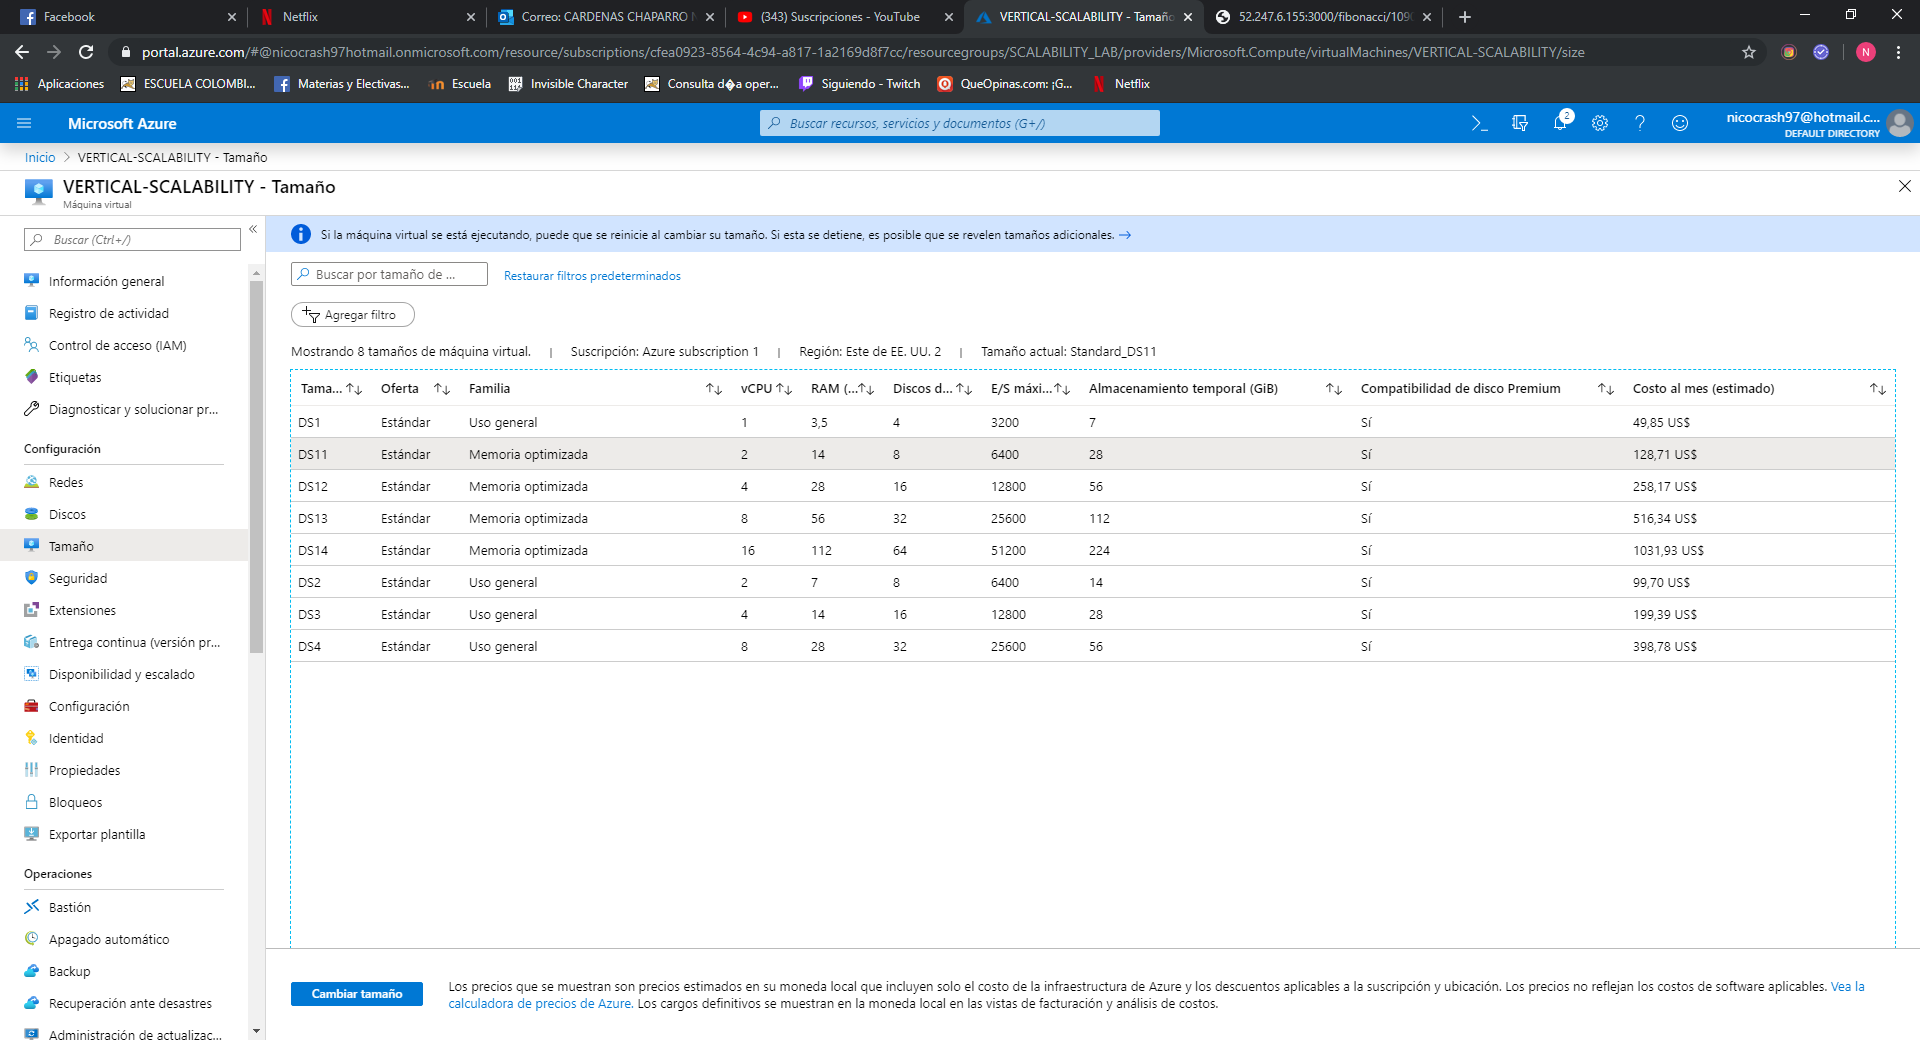 Facebook
Netflix
Correo: CARDENAS CHAPARRO N
(343) Suscripciones - YouTube
VERTICAL-SCALABILITY - Tamaño
52.247.6.155:3000/fibonacci/1090
portal.azure.com/#@nicocrash97hotmail.onmicrosoft.com/resource/subscriptions/cfea0923-8564-4c94-a817-1a2169d8f7cc/resourcegroups/SCALABILITY_LAB/providers/Microsoft.Compute/virtualMachines/VERTICAL-SCALABILITY/size
N
Aplicaciones
ESCUELA COLOMBI...
Materias y Electivas...
Escuela
Invisible Character
Consulta d�a oper...
Siguiendo - Twitch
QueOpinas.com: ¡G...
Netflix
Microsoft Azure
Buscar recursos, servicios y documentos (G+/)
2
nicocrash97@hotmail.c...
DEFAULT DIRECTORY
Inicio > VERTICAL-SCALABILITY - Tamaño
VERTICAL-SCALABILITY - Tamaño
Máquina virtual
Buscar (Ctrl+/)
Información general
Registro de actividad
Control de acceso (IAM)
Etiquetas
Diagnosticar y solucionar pr...
Configuración
Redes
Discos
Tamaño
Seguridad
Extensiones
Entrega continua (versión pr...
Disponibilidad y escalado
Configuración
Identidad
Propiedades
Bloqueos
Exportar plantilla
Operaciones
Bastión
Apagado automático
Backup
Recuperación ante desastres
Administración de actualizac...
Si la máquina virtual se está ejecutando, puede que se reinicie al cambiar su tamaño. Si esta se detiene, es posible que se revelen tamaños adicionales. →
Buscar por tamaño de ...
Restaurar filtros predeterminados
Agregar filtro
Mostrando 8 tamaños de máquina virtual. | Suscripción: Azure subscription 1 | Región: Este de EE. UU. 2 | Tamaño actual: Standard_DS11
Tama... Oferta Familia vCPU RAM (... Discos d... E/S máxi... Almacenamiento temporal (GiB) Compatibilidad de disco Premium Costo al mes (estimado)
DS1 Estándar Uso general 1 3,5 4 3200 7 Sí 49,85 US$
DS11 Estándar Memoria optimizada 2 14 8 6400 28 Sí 128,71 US$
DS12 Estándar Memoria optimizada 4 28 16 12800 56 Sí 258,17 US$
DS13 Estándar Memoria optimizada 8 56 32 25600 112 Sí 516,34 US$
DS14 Estándar Memoria optimizada 16 112 64 51200 224 Sí 1031,93 US$
DS2 Estándar Uso general 2 7 8 6400 14 Sí 99,70 US$
DS3 Estándar Uso general 4 14 16 12800 28 Sí 199,39 US$
DS4 Estándar Uso general 8 28 32 25600 56 Sí 398,78 US$
Cambiar tamaño
Los precios que se muestran son precios estimados en su moneda local que incluyen solo el costo de la infraestructura de Azure y los descuentos aplicables a la suscripción y ubicación. Los precios no reflejan los costos de software aplicables. Vea la
calculadora de precios de Azure. Los cargos definitivos se muestran en la moneda local en las vistas de facturación y análisis de costos.